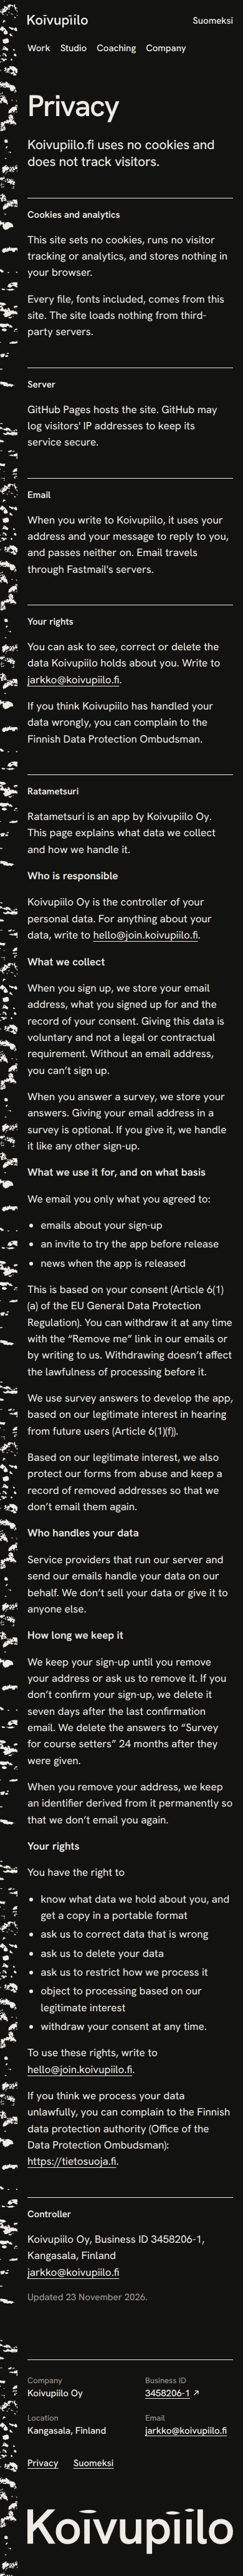 Koivupiilo
Suomeksi
Work Studio Coaching Company
Privacy
Koivupiilo.fi uses no cookies and
does not track visitors.
Cookies and analytics
This site sets no cookies, runs no visitor
tracking or analytics, and stores nothing in
your browser.
Every file, fonts included, comes from this
site. The site loads nothing from third-
party servers.
Server
GitHub Pages hosts the site. GitHub may
log visitors' IP addresses to keep its
service secure.
Email
When you write to Koivupiilo, it uses your
address and your message to reply to you,
and passes neither on. Email travels
through Fastmail's servers.
Your rights
You can ask to see, correct or delete the
data Koivupiilo holds about you. Write to
jarkko@koivupiilo.fi.
If you think Koivupiilo has handled your
data wrongly, you can complain to the
Finnish Data Protection Ombudsman.
Ratametsuri
Ratametsuri is an app by Koivupiilo Oy.
This page explains what data we collect
and how we handle it.
Who is responsible
Koivupiilo Oy is the controller of your
personal data. For anything about your
data, write to hello@join.koivupiilo.fi.
What we collect
When you sign up, we store your email
address, what you signed up for and the
record of your consent. Giving this data is
voluntary and not a legal or contractual
requirement. Without an email address,
you can’t sign up.
When you answer a survey, we store your
answers. Giving your email address in a
survey is optional. If you give it, we handle
it like any other sign-up.
What we use it for, and on what basis
We email you only what you agreed to:
• emails about your sign-up
• an invite to try the app before release
• news when the app is released
This is based on your consent (Article 6(1)
(a) of the EU General Data Protection
Regulation). You can withdraw it at any time
with the “Remove me” link in our emails or
by writing to us. Withdrawing doesn’t affect
the lawfulness of processing before it.
We use survey answers to develop the app,
based on our legitimate interest in hearing
from future users (Article 6(1)(f)).
Based on our legitimate interest, we also
protect our forms from abuse and keep a
record of removed addresses so that we
don’t email them again.
Who handles your data
Service providers that run our server and
send our emails handle your data on our
behalf. We don’t sell your data or give it to
anyone else.
How long we keep it
We keep your sign-up until you remove
your address or ask us to remove it. If you
don’t confirm your sign-up, we delete it
seven days after the last confirmation
email. We delete the answers to “Survey
for course setters” 24 months after they
were given.
When you remove your address, we keep
an identifier derived from it permanently so
that we don’t email you again.
Your rights
You have the right to
• know what data we hold about you, and
get a copy in a portable format
• ask us to correct data that is wrong
• ask us to delete your data
• ask us to restrict how we process it
• object to processing based on our
legitimate interest
• withdraw your consent at any time.
To use these rights, write to
hello@join.koivupiilo.fi.
If you think we process your data
unlawfully, you can complain to the Finnish
data protection authority (Office of the
Data Protection Ombudsman):
https://tietosuoja.fi.
Controller
Koivupiilo Oy, Business ID 3458206-1,
Kangasala, Finland
jarkko@koivupiilo.fi
Updated 23 November 2026.
Company
Koivupiilo Oy
Business ID
3458206-1 ↗
Location
Kangasala, Finland
Email
jarkko@koivupiilo.fi
Privacy Suomeksi
Koivupiilo